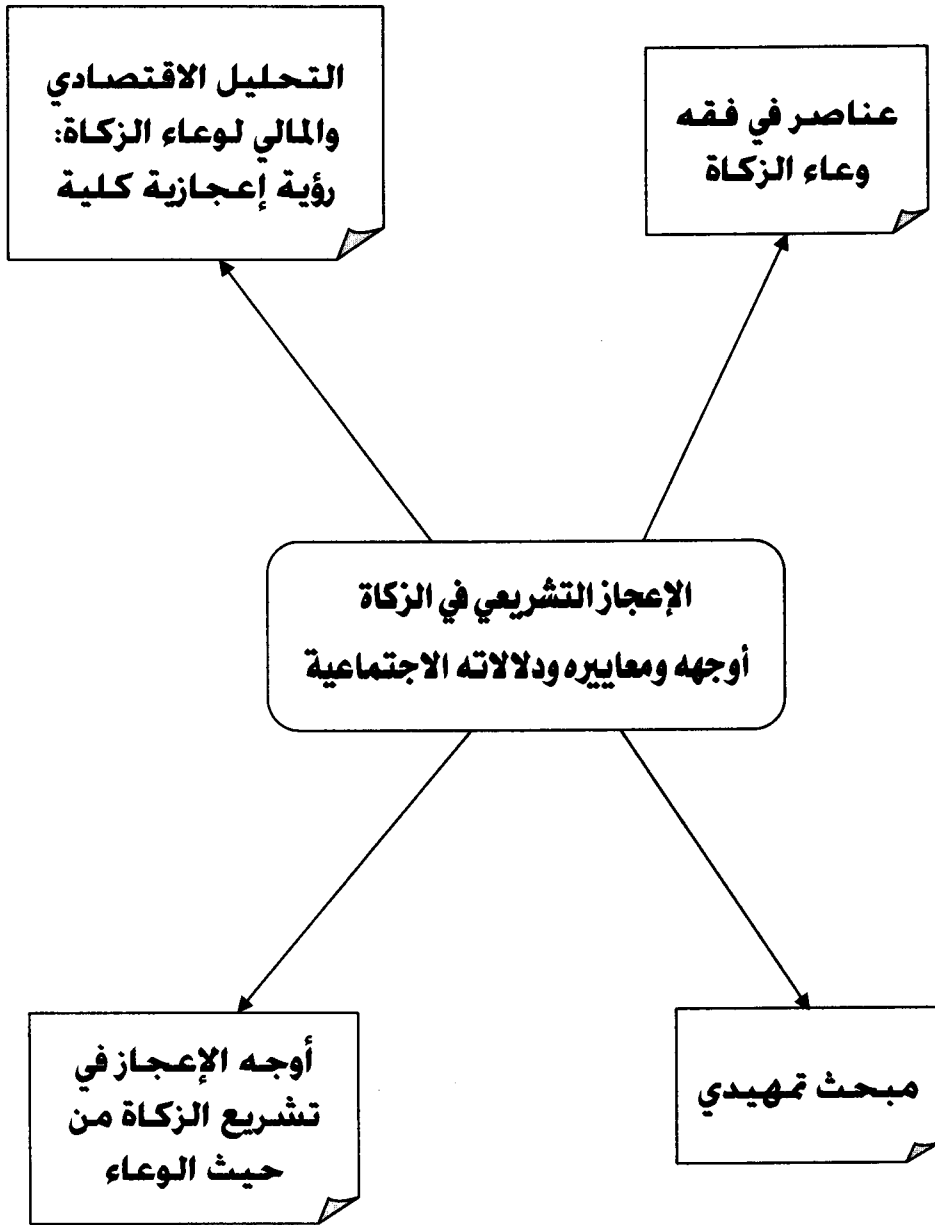 عناصر في فقه
وعاء الزكاة
التحليل الاقتصادي
والمالي لوعاء الزكاة:
رؤية إعجازية كلية
الإعجاز التشريعي في الزكاة
أوجهه ومعاييره ودلالاته الاجتماعية
مبحث تمهيدي
أوجه الإعجاز في
تشريع الزكاة من
حيث الوعاء